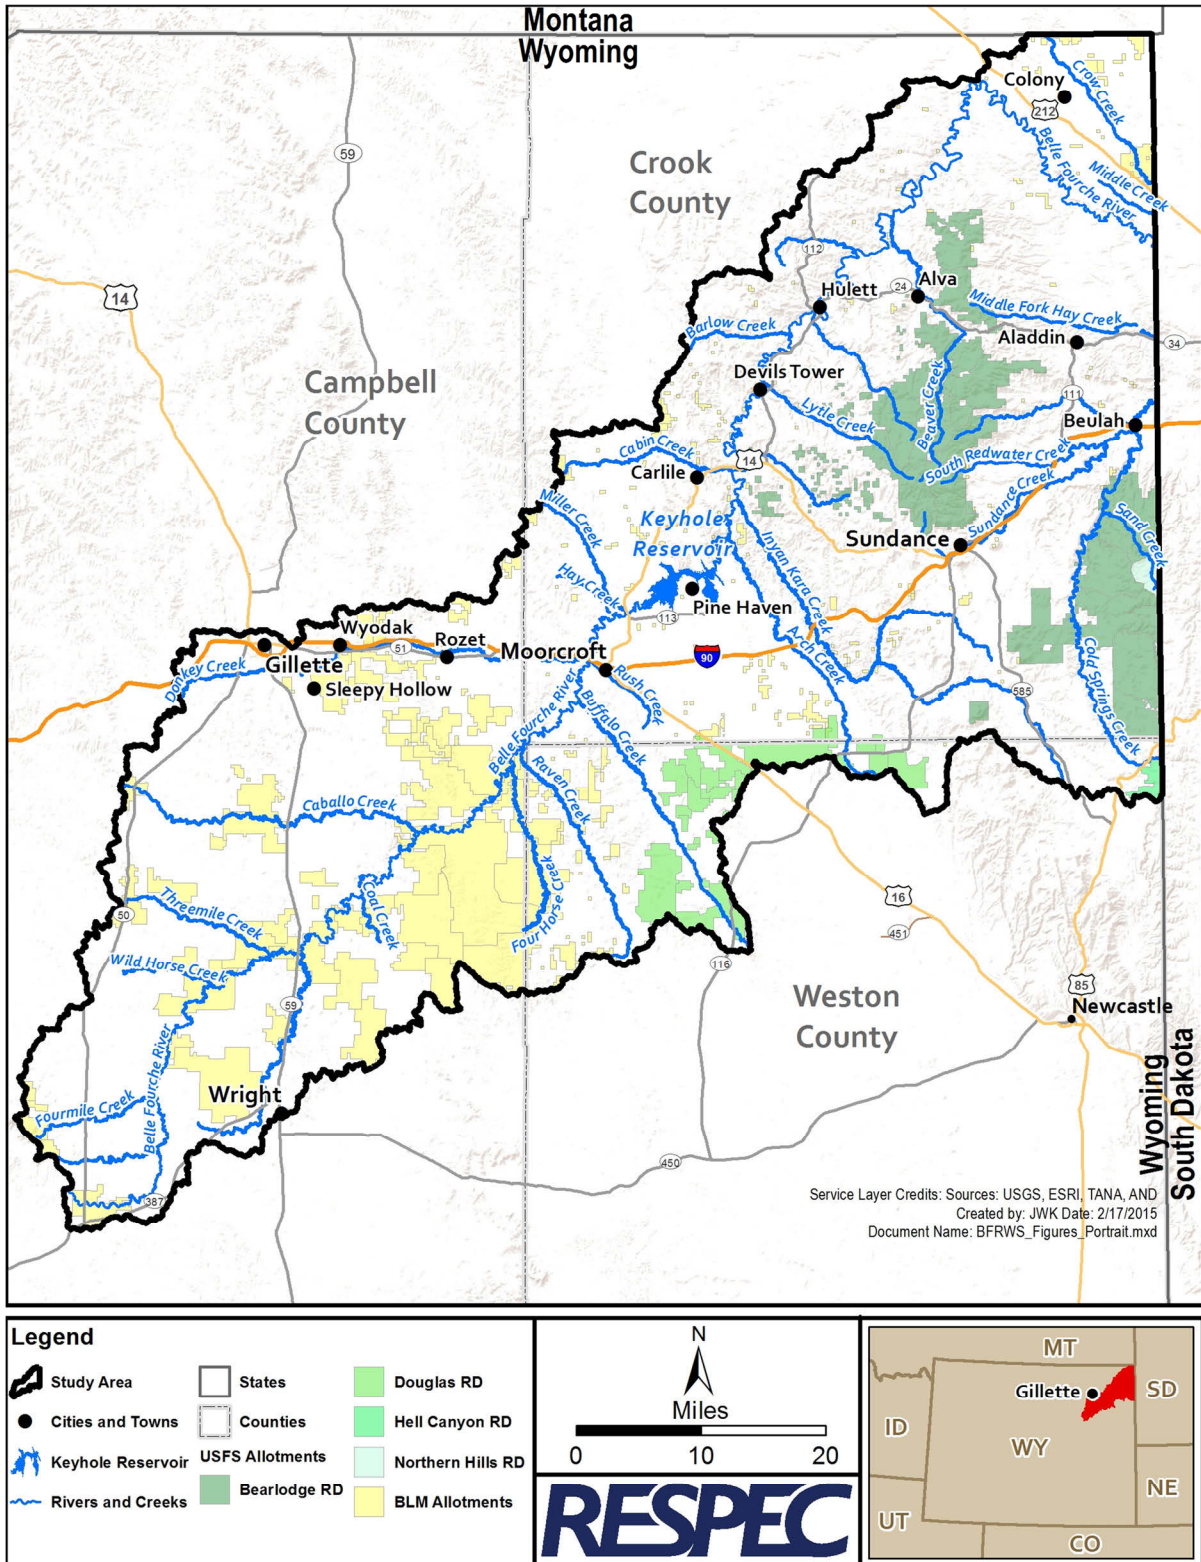 Montana
Wyoming
Colony
212
Crow Creek
Belle Fourche River
Middle Creek
59
Crook
County
112
14
Hulett
24
Alva
Middle Fork Hay Creek
Barlow Creek
Aladdin
34
Devils Tower
Campbell
County
Lytle Creek
Beaver Creek
111
Beulah
Cabin Creek
14
Carlile
South Redwater Creek
Miller Creek
Keyhole
Reservoir
Inyan Kara Creek
Sundance
Sundance Creek
Sand Creek
Hay Creek
Pine Haven
113
Wyodak
51
Rozet
Moorcroft
90
Arch Creek
Donkey Creek
Gillette
Sleepy Hollow
Rush Creek
585
Cold Springs Creek
Belle Fourche River
Buffalo Creek
Raven Creek
Caballo Creek
Coal Creek
Four Horse Creek
16
451
50
Threemile Creek
Wild Horse Creek
116
59
Weston
County
85
Newcastle
Belle Fourche River
Wright
Fourmile Creek
450
387
Wyoming
South Dakota
Service Layer Credits: Sources: USGS, ESRI, TANA, AND
Created by: JWK Date: 2/17/2015
Document Name: BFRWS_Figures_Portrait.mxd
Legend
Study Area
Cities and Towns
Keyhole Reservoir
Rivers and Creeks
States
Counties
USFS Allotments
Bearlodge RD
Douglas RD
Hell Canyon RD
Northern Hills RD
BLM Allotments
N
Miles
0 10 20
RESPEC
MT
Gillette
SD
ID
WY
NE
UT
CO